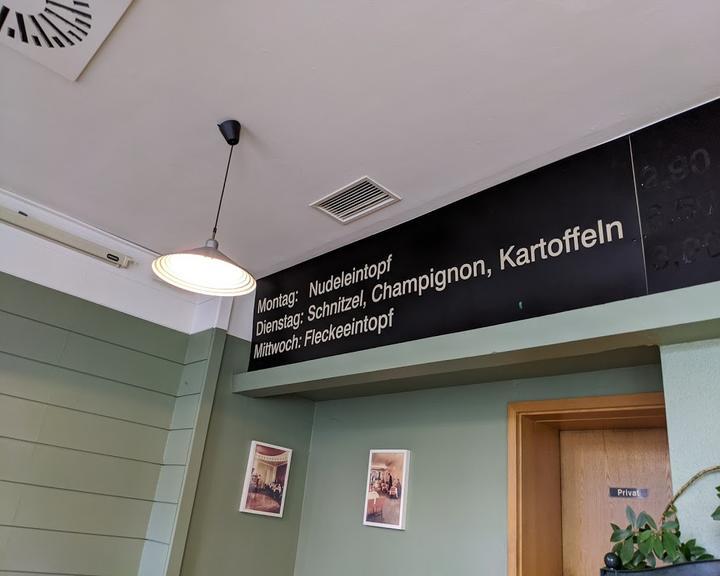 Montag: Nudeleintopf
Dienstag: Schnitzel, Champignon, Kartoffeln
Mittwoch: Fleckeeintopf
Privat